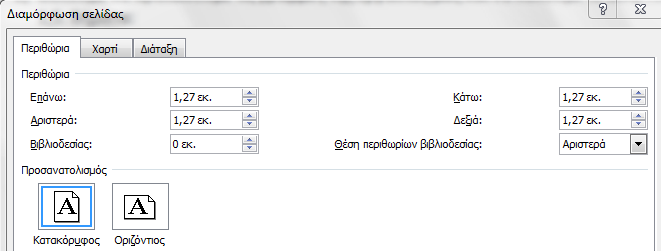 Διαμόρφωση σελίδας
Περιθώρια Χαρτί Διάταξη
Περιθώρια
Επάνω: 1,27 εκ. Κάτω: 1,27 εκ.
Αριστερά: 1,27 εκ. Δεξιά: 1,27 εκ.
Βιβλιοδεσίας: 0 εκ. Θέση περιθωρίων βιβλιοδεσίας: Αριστερά
Προσανατολισμός
A A
Κατακόρυφος Οριζόντιος